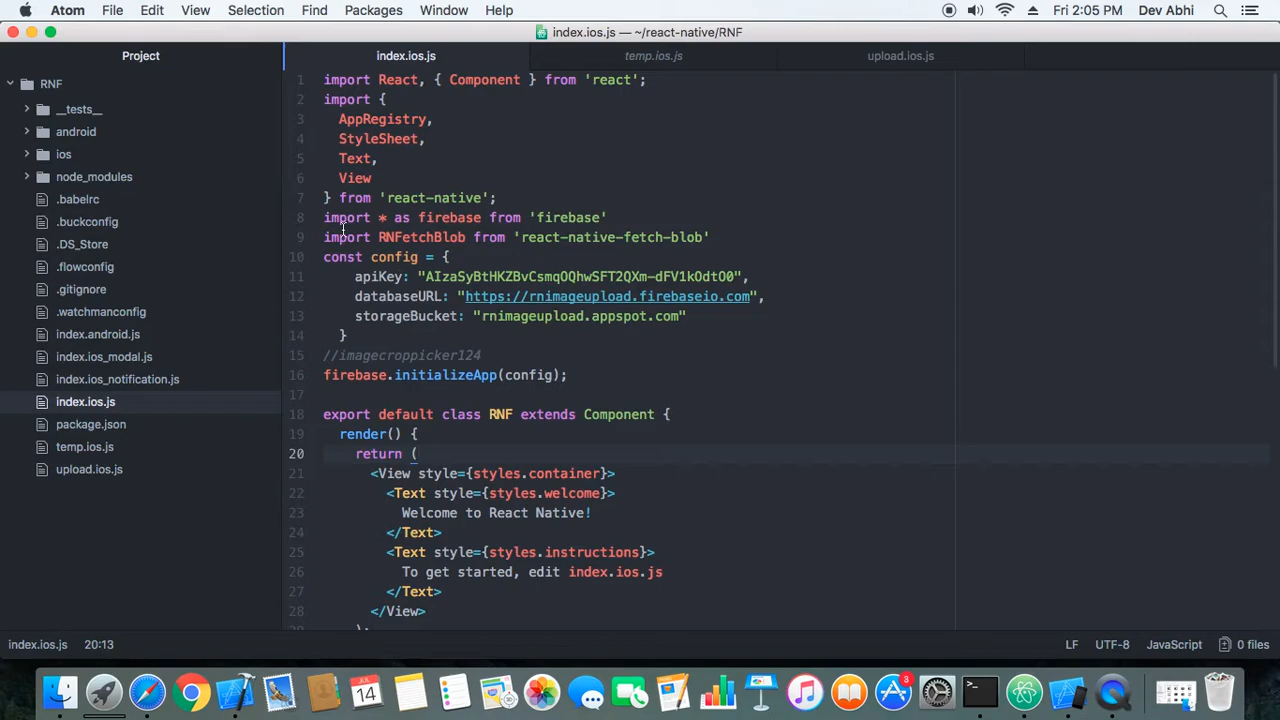 Atom File Edit View Selection Find Packages Window Help Fri 2:05 PM Dev Abhi
index.ios.js — ~/react-native/RNF
Project
RNF
__tests__
android
ios
node_modules
.babelrc
.buckconfig
.DS_Store
.flowconfig
.gitignore
.watchmanconfig
index.android.js
index.ios_modal.js
index.ios_notification.js
index.ios.js
package.json
temp.ios.js
upload.ios.js
index.ios.js temp.ios.js upload.ios.js
1 import React, { Component } from 'react';
2 import {
3 AppRegistry,
4 StyleSheet,
5 Text,
6 View
7 } from 'react-native';
8 import * as firebase from 'firebase'
9 import RNFetchBlob from 'react-native-fetch-blob'
10 const config = {
11 apiKey: "AIzaSyBtHKZBvCsmqOQhwSFT2QXm-dFV1kOdtO0",
12 databaseURL: "https://rnimageupload.firebaseio.com",
13 storageBucket: "rnimageupload.appspot.com"
14 }
15 //imagecroppicker124
16 firebase.initializeApp(config);
17
18 export default class RNF extends Component {
19 render() {
20 return (
21 <View style={styles.container}>
22 <Text style={styles.welcome}>
23 Welcome to React Native!
24 </Text>
25 <Text style={styles.instructions}>
26 To get started, edit index.ios.js
27 </Text>
28 </View>
29 );
index.ios.js 20:13 LF UTF-8 JavaScript 0 files
JUL
14
3